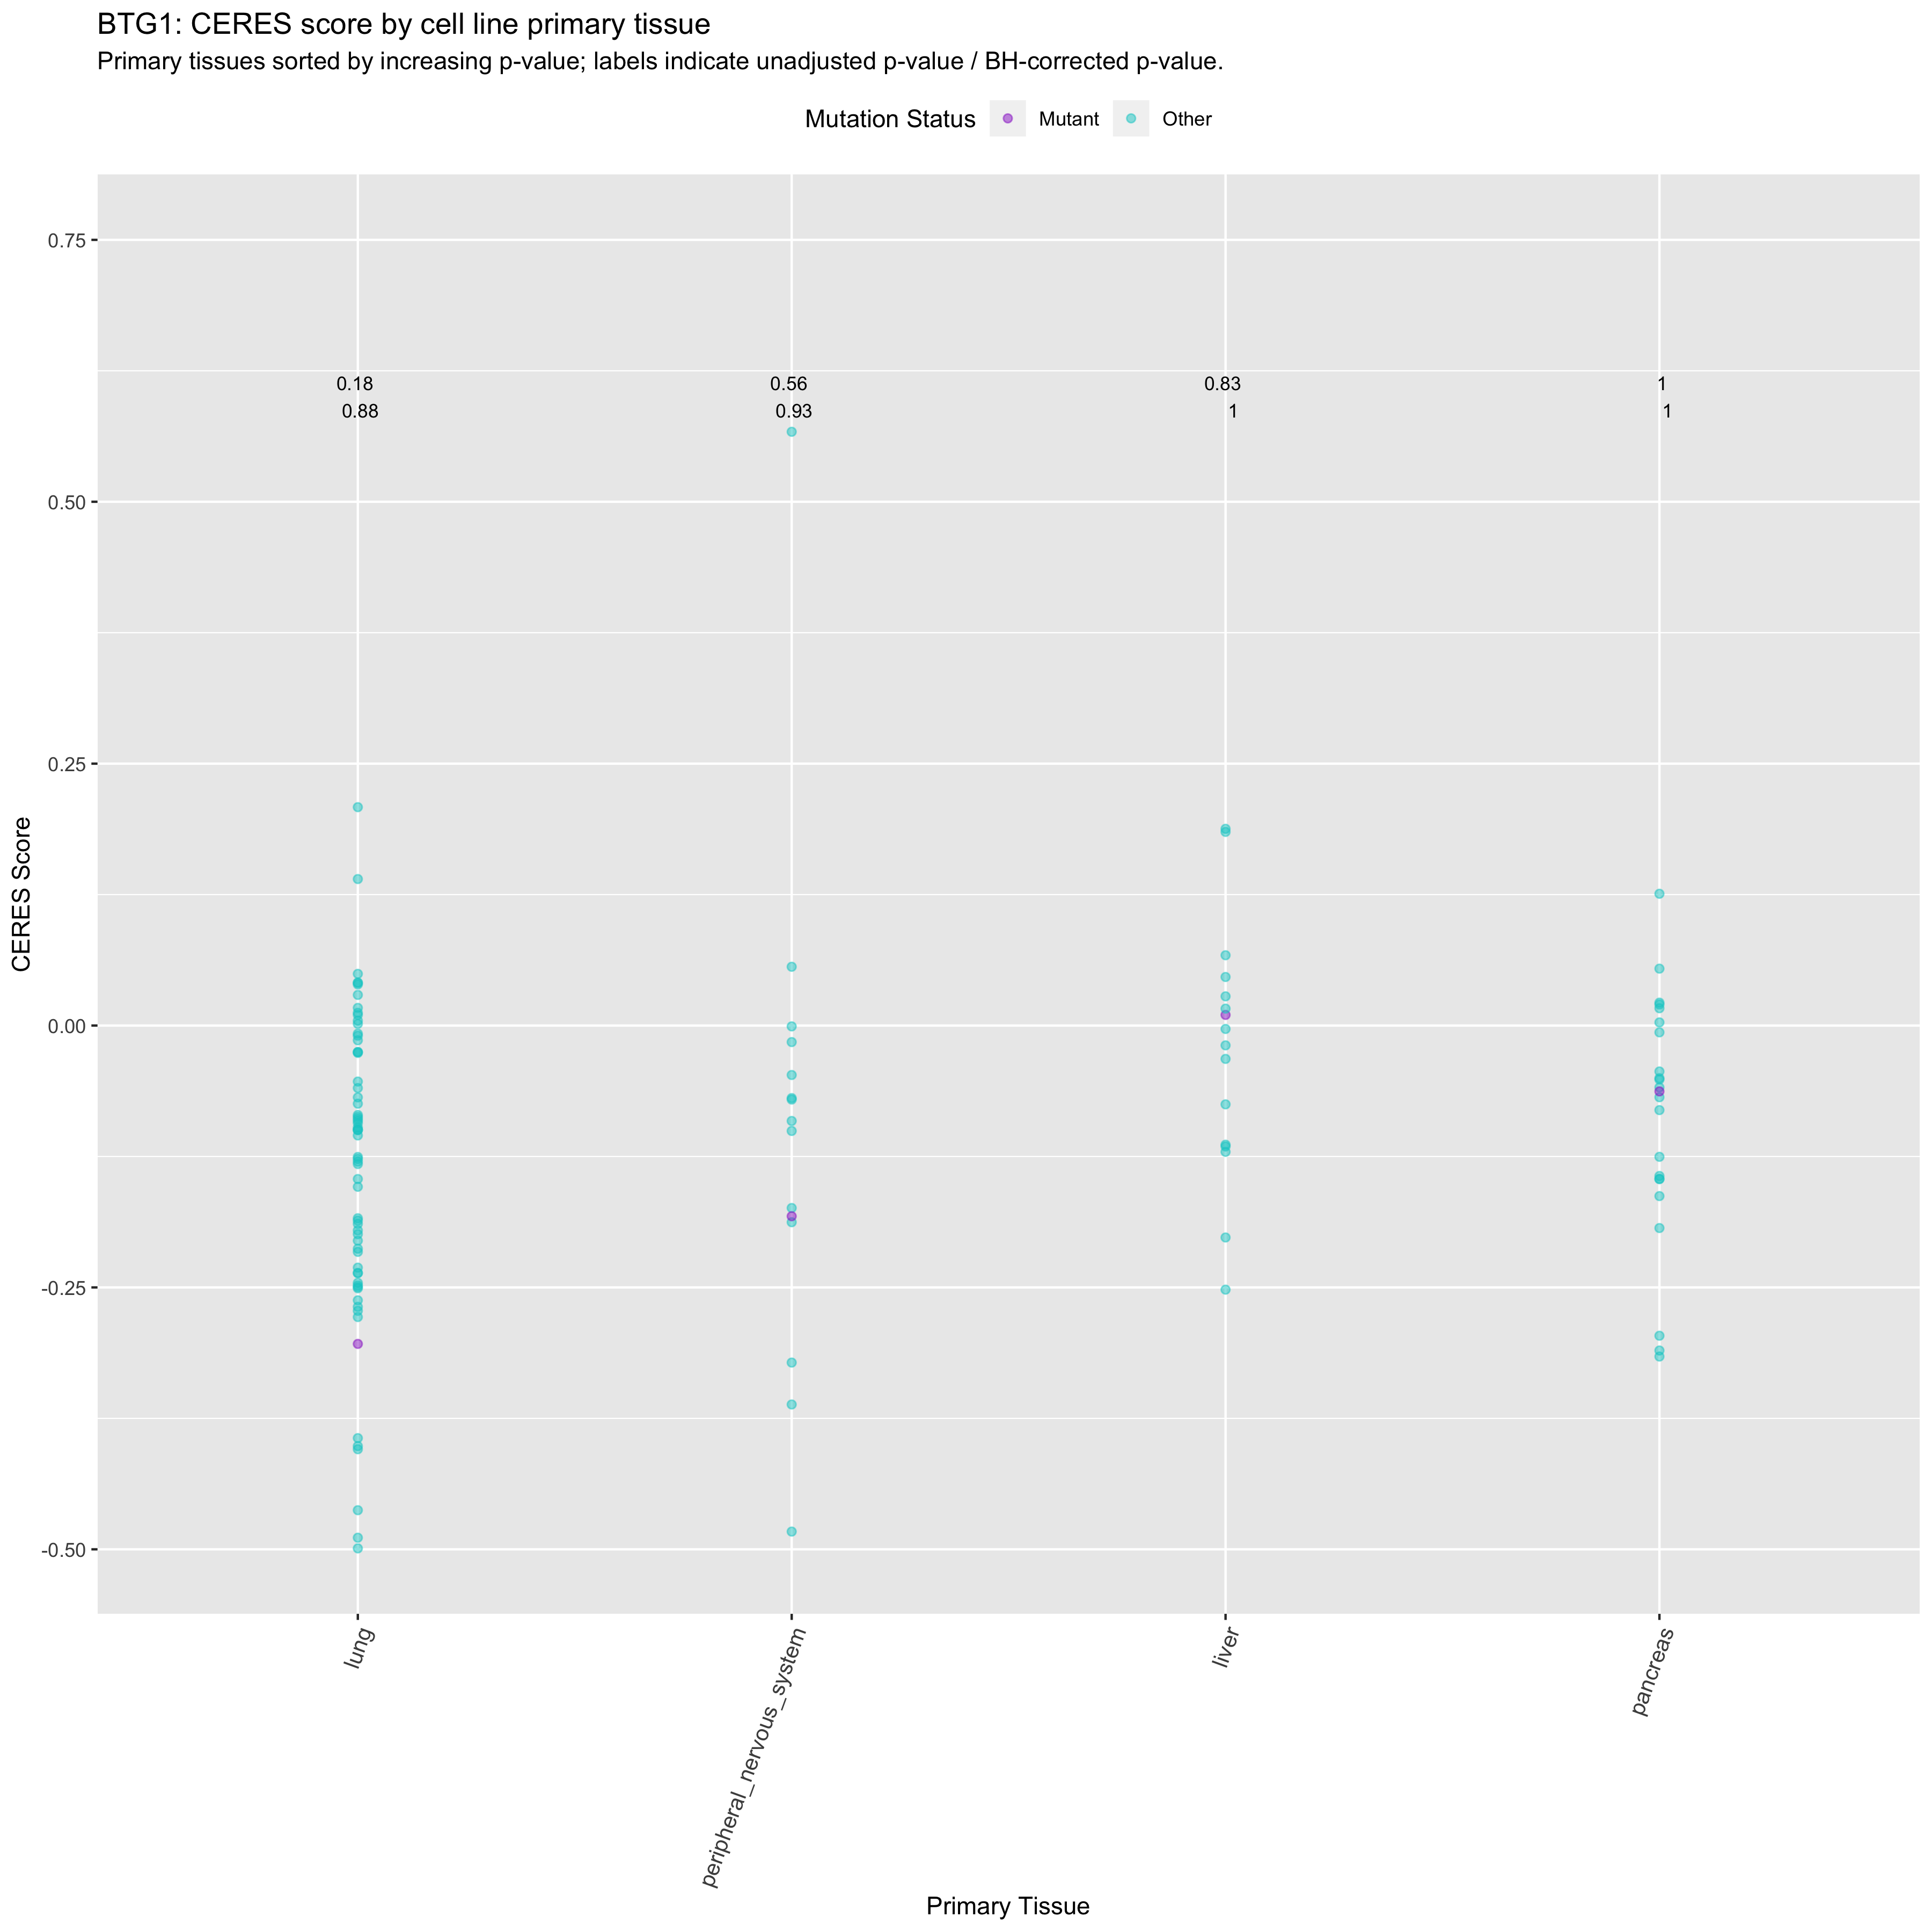 BTG1: CERES score by cell line primary tissue
Primary tissues sorted by increasing p-value; labels indicate unadjusted p-value / BH-corrected p-value.
Mutation Status Mutant Other
0.75
0.18 0.56 0.83 1
0.88 0.93 1 1
0.50
0.25
CERES Score
0.00
-0.25
-0.50
lung peripheral_nervous_system liver pancreas
Primary Tissue